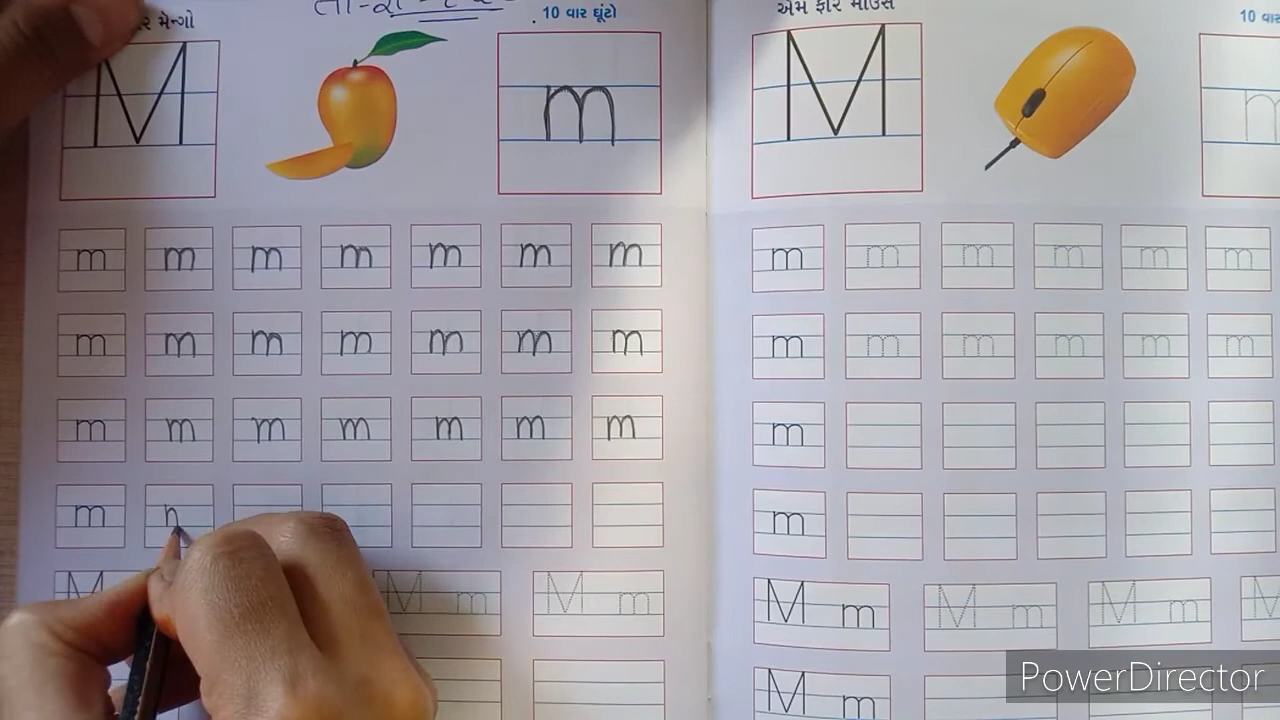 મેન્ગો
10 વાર ઘૂંટો
M
m
m m m m m m m
m m m m m m m
m m m m m m m
m n
M M m M m
એમ ફોર માઉસ
10 વાર
M
m
m m m m m m
m m m m m m
m
m
M m M m M m M
M m
PowerDirector